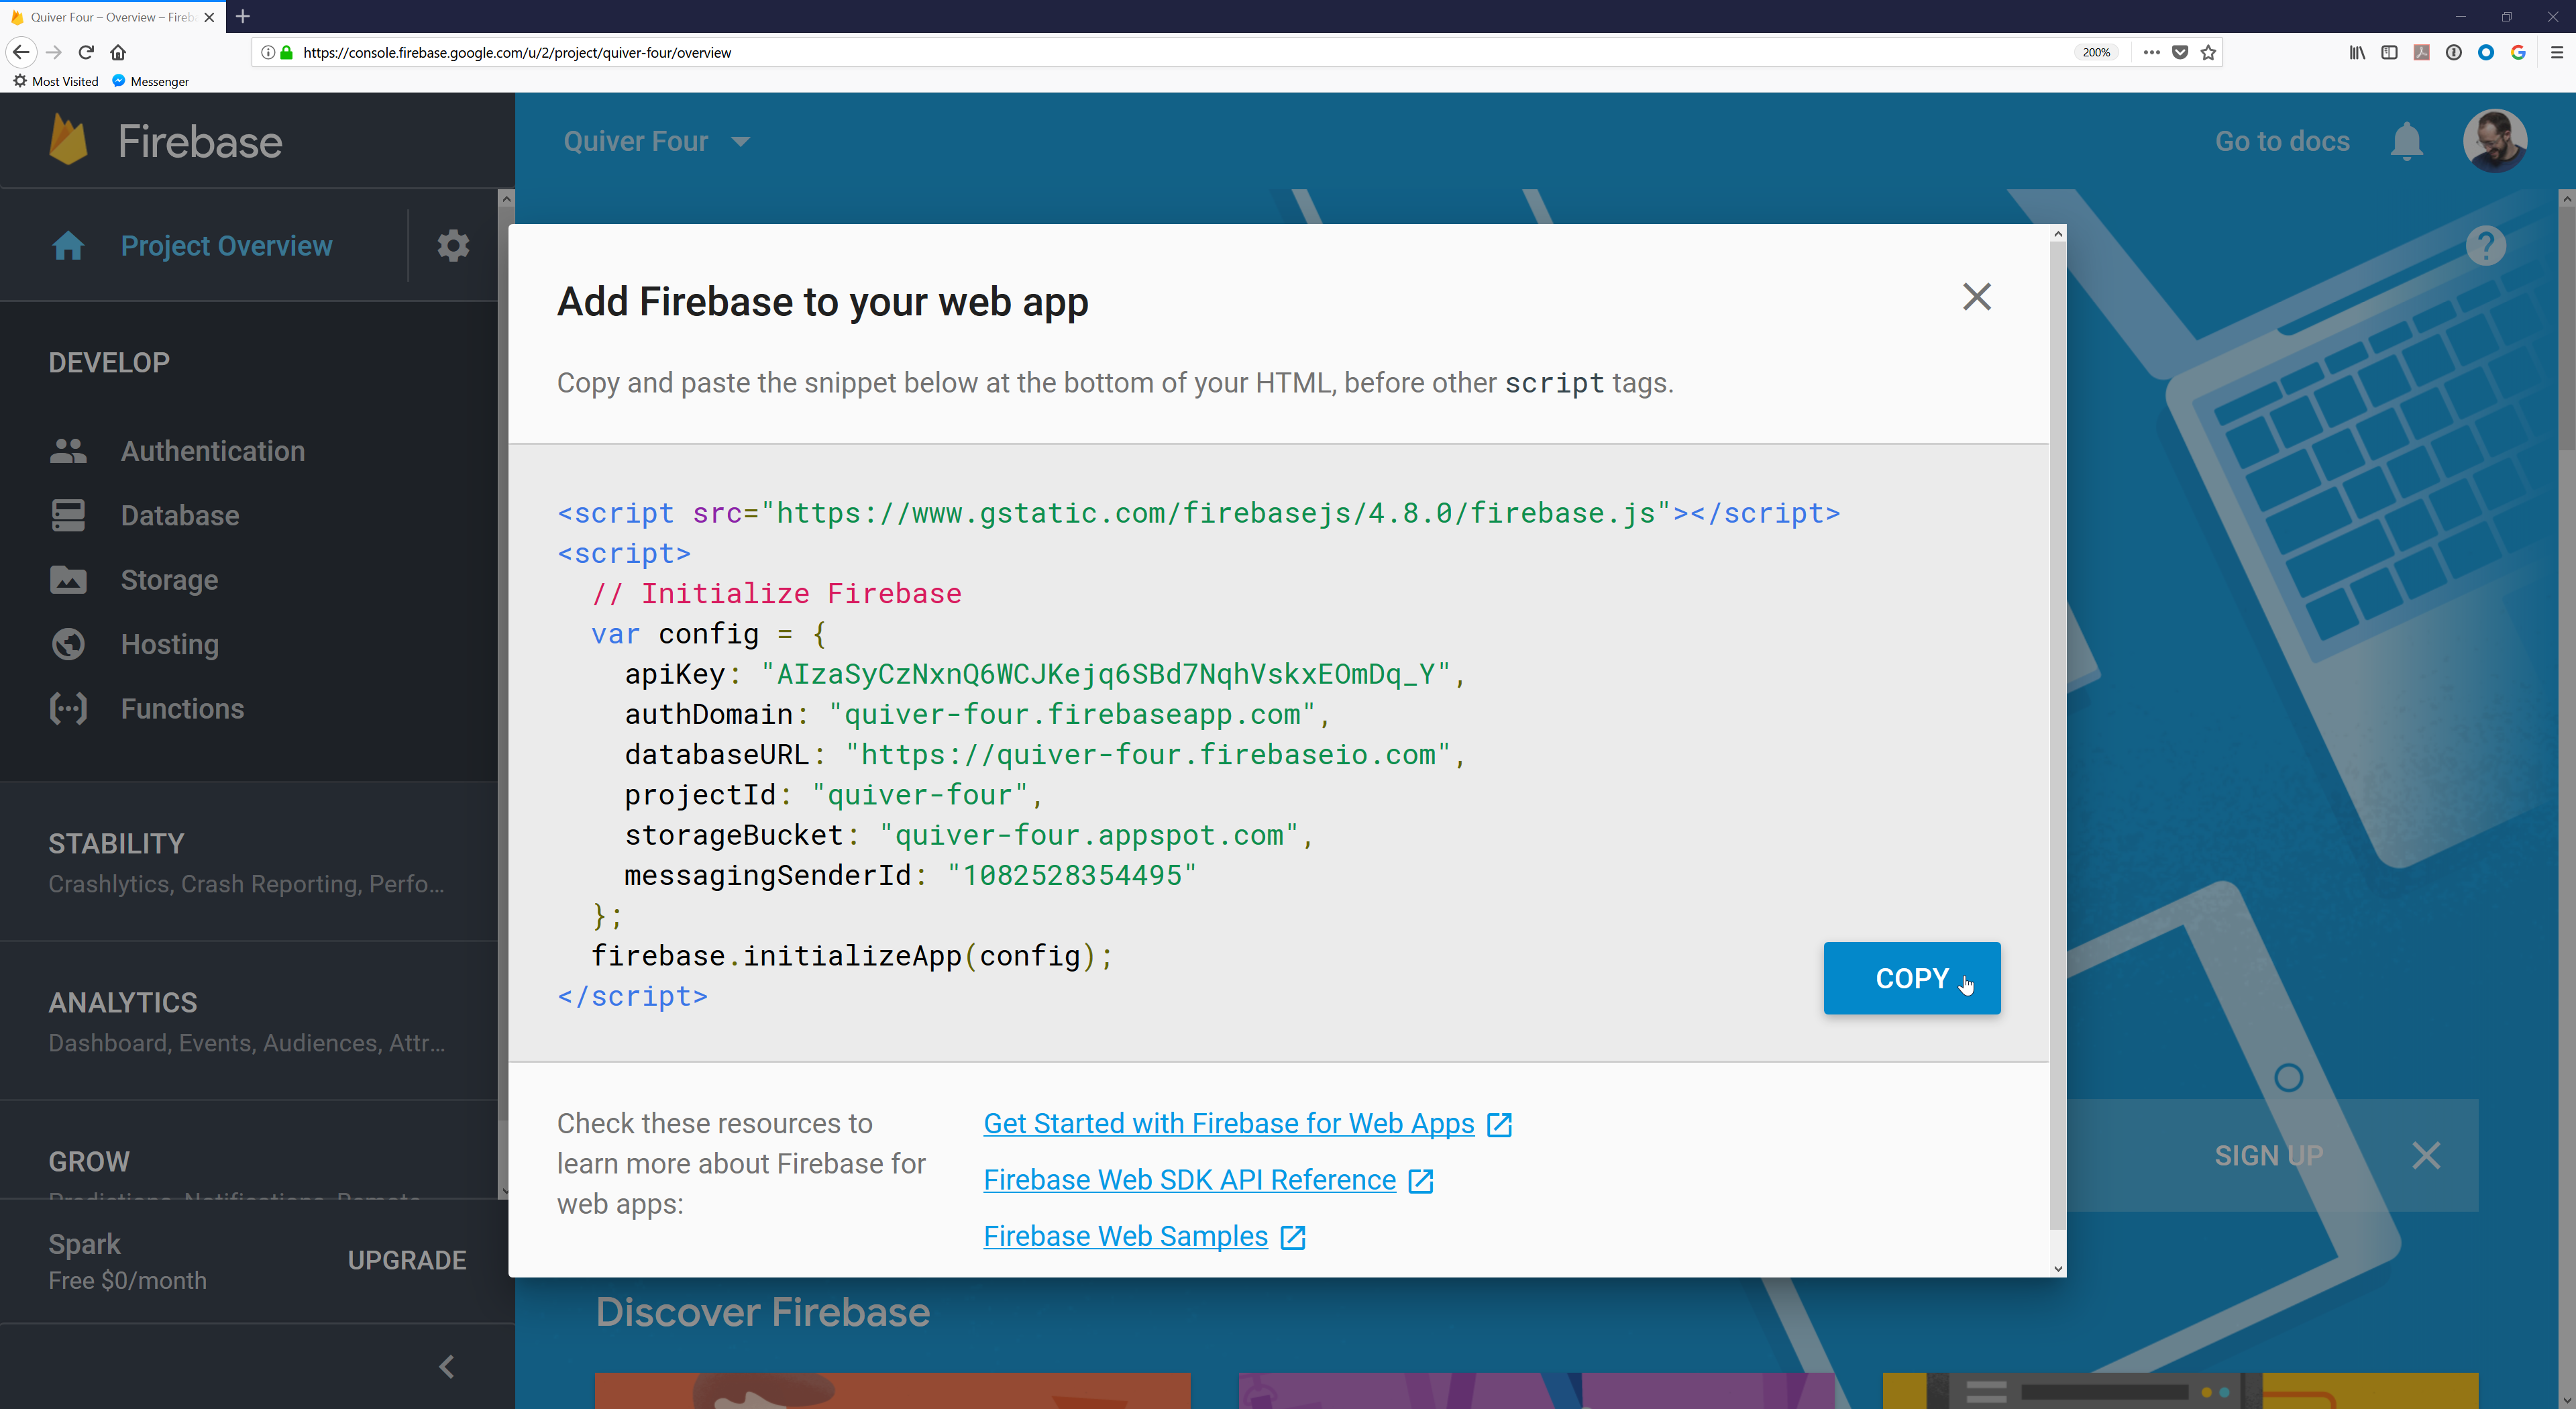 Quiver Four – Overview – Fireb
https://console.firebase.google.com/u/2/project/quiver-four/overview
200%
Most Visited
Messenger
Firebase
Quiver Four
Go to docs
Project Overview
DEVELOP
Authentication
Database
Storage
Hosting
Functions
STABILITY
Crashlytics, Crash Reporting, Perfo...
ANALYTICS
Dashboard, Events, Audiences, Attr...
GROW
Predictions, Notifications, Remote
Spark
Free $0/month
UPGRADE
Add Firebase to your web app
Copy and paste the snippet below at the bottom of your HTML, before other script tags.
<script src="https://www.gstatic.com/firebasejs/4.8.0/firebase.js"></script>
<script>
// Initialize Firebase
var config = {
apiKey: "AIzaSyCzNxnQ6WCJKejq6SBd7NqhVskxEOmDq_Y",
authDomain: "quiver-four.firebaseapp.com",
databaseURL: "https://quiver-four.firebaseio.com",
projectId: "quiver-four",
storageBucket: "quiver-four.appspot.com",
messagingSenderId: "1082528354495"
};
firebase.initializeApp(config);
</script>
COPY
Check these resources to
learn more about Firebase for
web apps:
Get Started with Firebase for Web Apps
Firebase Web SDK API Reference
Firebase Web Samples
SIGN UP
Discover Firebase